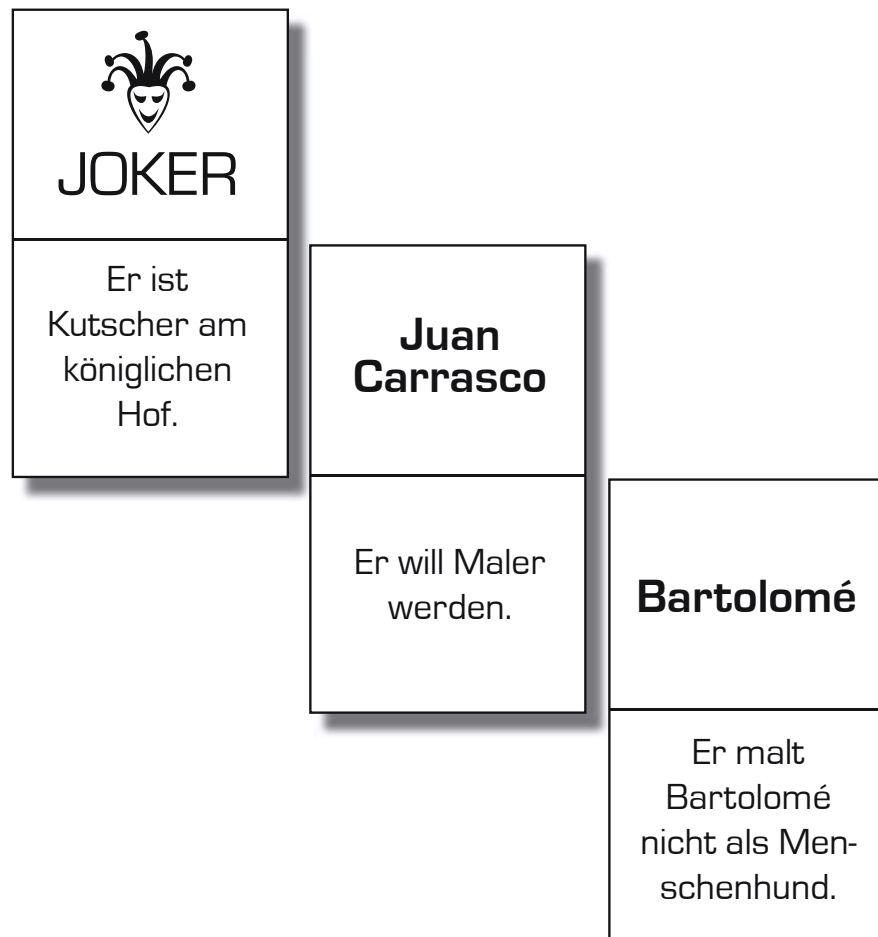 JOKER
Er ist
Kutscher am
königlichen
Hof.
Juan
Carrasco
Er will Maler
werden.
Bartolomé
Er malt
Bartolomé
nicht als Men-
schenhund.